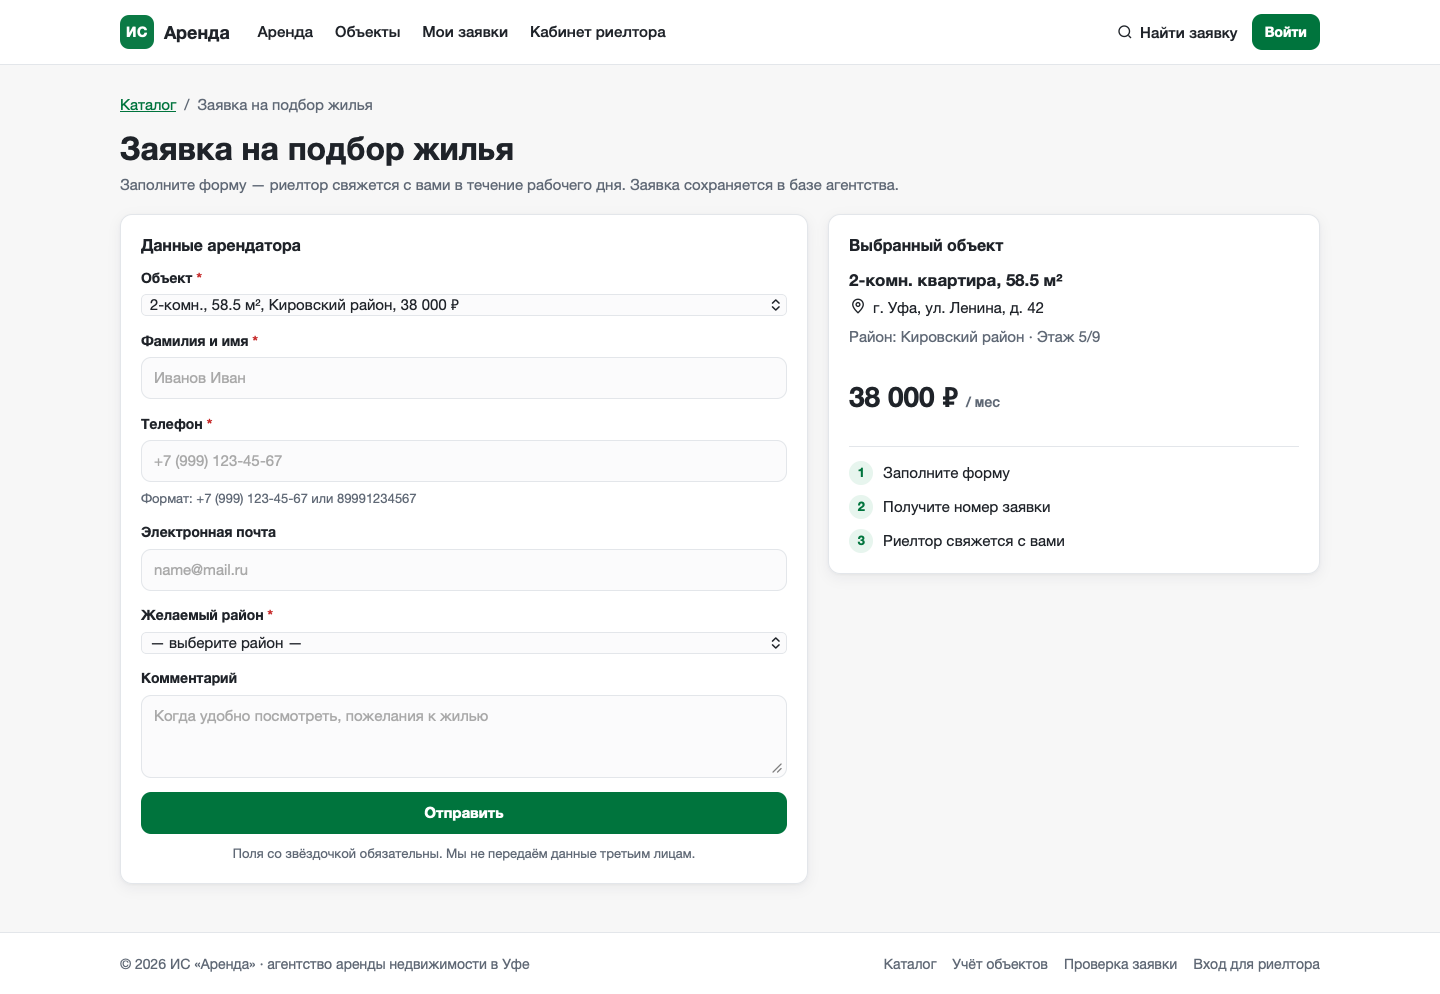 ИС Аренда Аренда Объекты Мои заявки Кабинет риелтора Найти заявку Войти
Каталог / Заявка на подбор жилья
Заявка на подбор жилья
Заполните форму — риелтор свяжется с вами в течение рабочего дня. Заявка сохраняется в базе агентства.
Данные арендатора
Объект *
2-комн., 58.5 м², Кировский район, 38 000 ₽
Фамилия и имя *
Иванов Иван
Телефон *
+7 (999) 123-45-67
Формат: +7 (999) 123-45-67 или 89991234567
Электронная почта
name@mail.ru
Желаемый район *
— выберите район —
Комментарий
Когда удобно посмотреть, пожелания к жилью
Отправить
Поля со звёздочкой обязательны. Мы не передаём данные третьим лицам.
Выбранный объект
2-комн. квартира, 58.5 м²
г. Уфа, ул. Ленина, д. 42
Район: Кировский район · Этаж 5/9
38 000 ₽ / мес
1 Заполните форму
2 Получите номер заявки
3 Риелтор свяжется с вами
© 2026 ИС «Аренда» · агентство аренды недвижимости в Уфе
Каталог Учёт объектов Проверка заявки Вход для риелтора